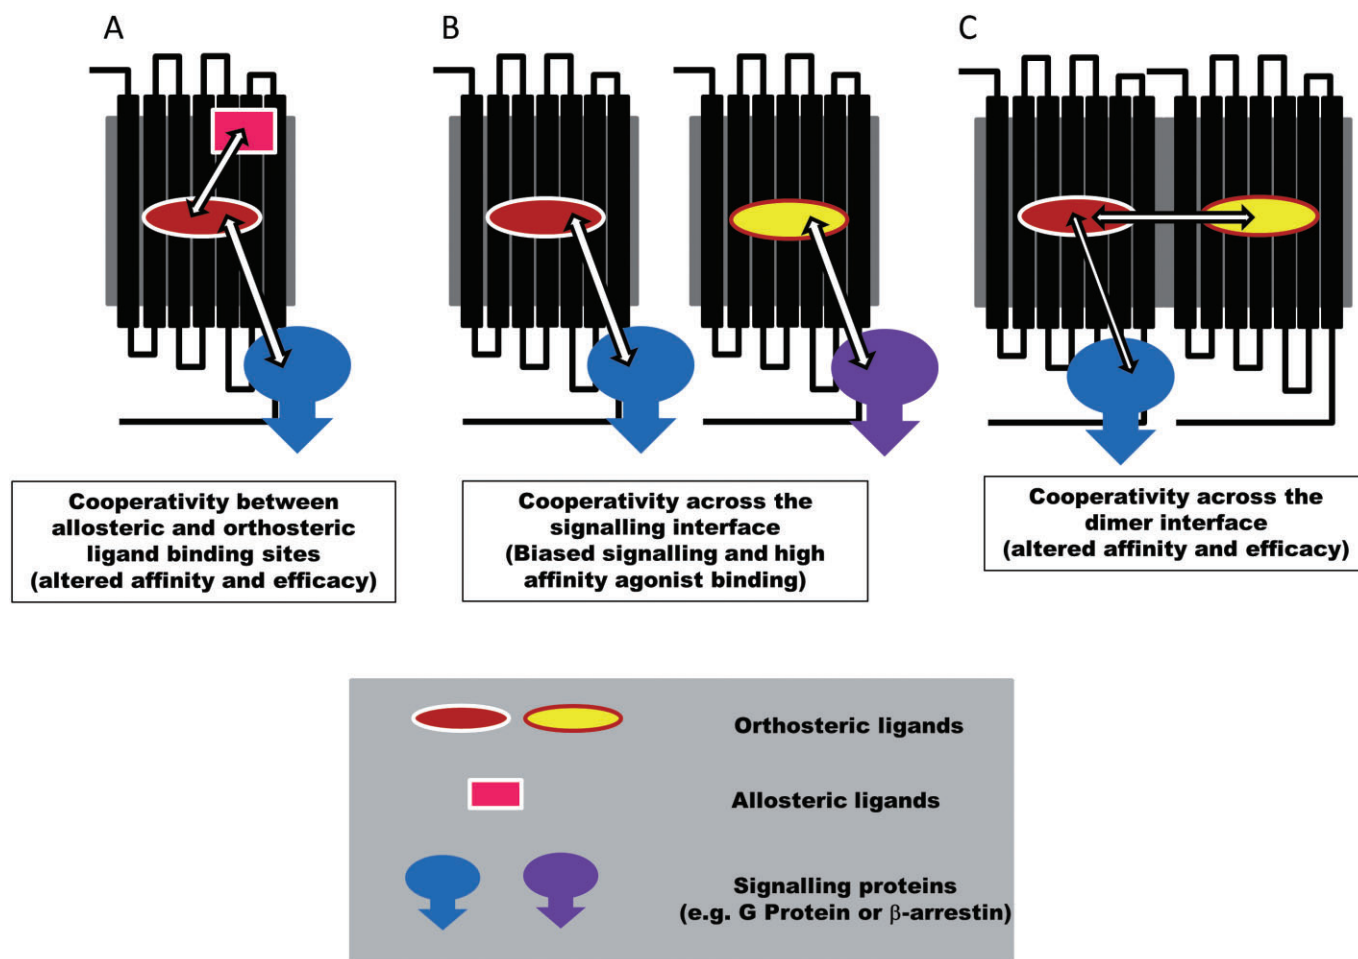 A
B
C
Cooperativity between
allosteric and orthosteric
ligand binding sites
(altered affinity and efficacy)
Cooperativity across the
signalling interface
(Biased signalling and high
affinity agonist binding)
Cooperativity across the
dimer interface
(altered affinity and efficacy)
Orthosteric ligands
Allosteric ligands
Signalling proteins
(e.g. G Protein or β-arrestin)